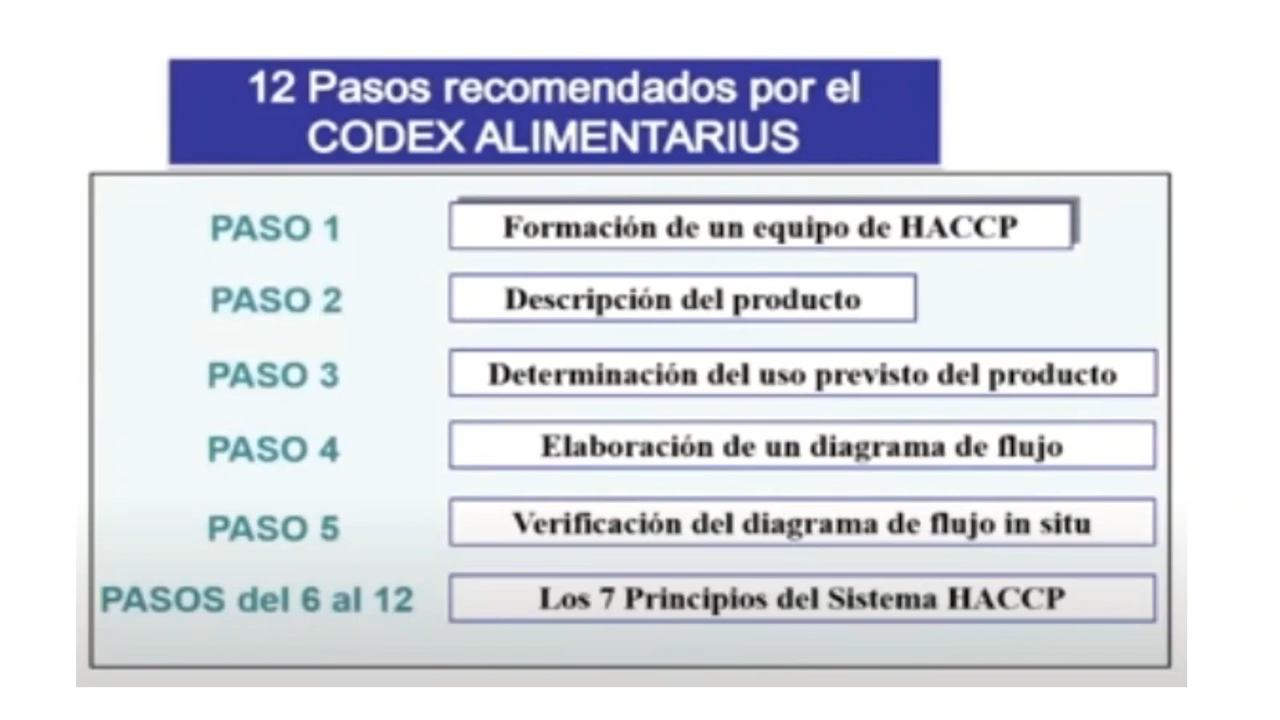 12 Pasos recomendados por el
CODEX ALIMENTARIUS
PASO 1 Formación de un equipo de HACCP
PASO 2 Descripción del producto
PASO 3 Determinación del uso previsto del producto
PASO 4 Elaboración de un diagrama de flujo
PASO 5 Verificación del diagrama de flujo in situ
PASOS del 6 al 12 Los 7 Principios del Sistema HACCP